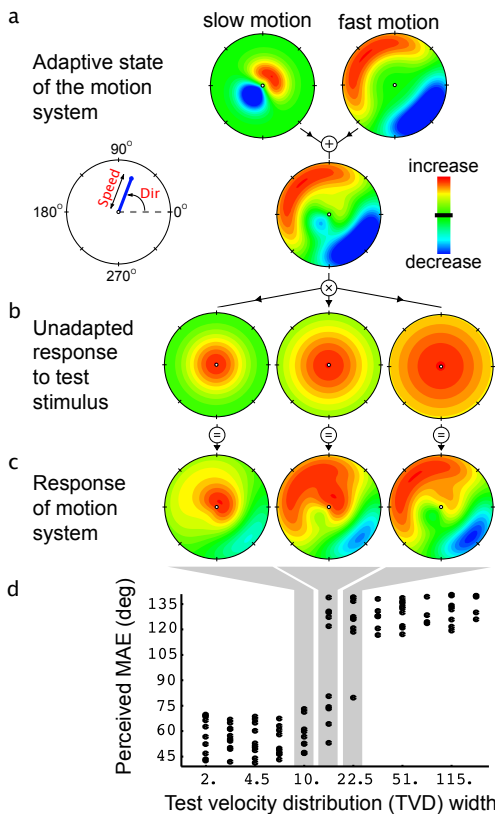 a
slow motion fast motion
Adaptive state
of the motion
system
90°
Speed
Dir
180° 0°
270°
+
increase
decrease
×
b
Unadapted
response
to test
stimulus
= = =
c
Response
of motion
system
d
Perceived MAE (deg)
135
120
105
90
75
60
45
2. 4.5 10. 22.5 51. 115.
Test velocity distribution (TVD) width